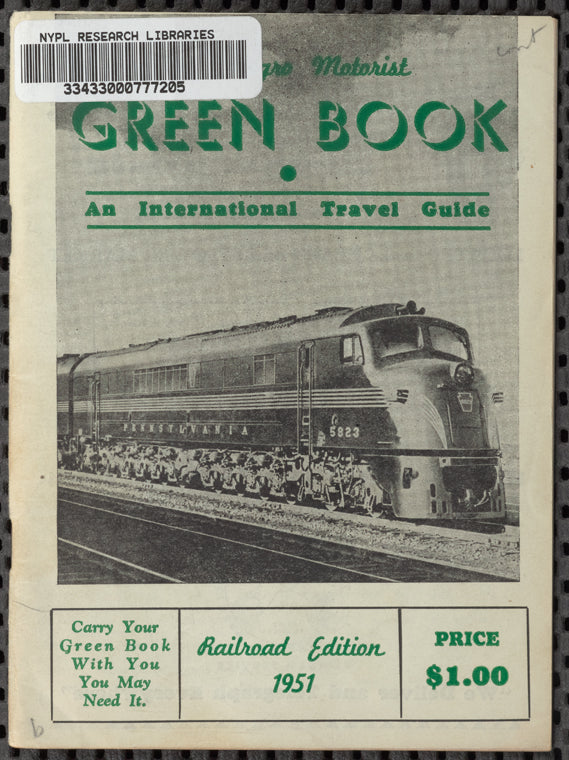 NYPL RESEARCH LIBRARIES
33433000777205
gro Motorist
GREEN BOOK
An International Travel Guide
PENNSYLVANIA
5823
Carry Your
Green Book
With You
You May
Need It.
Railroad Edition
1951
PRICE
$1.00
b